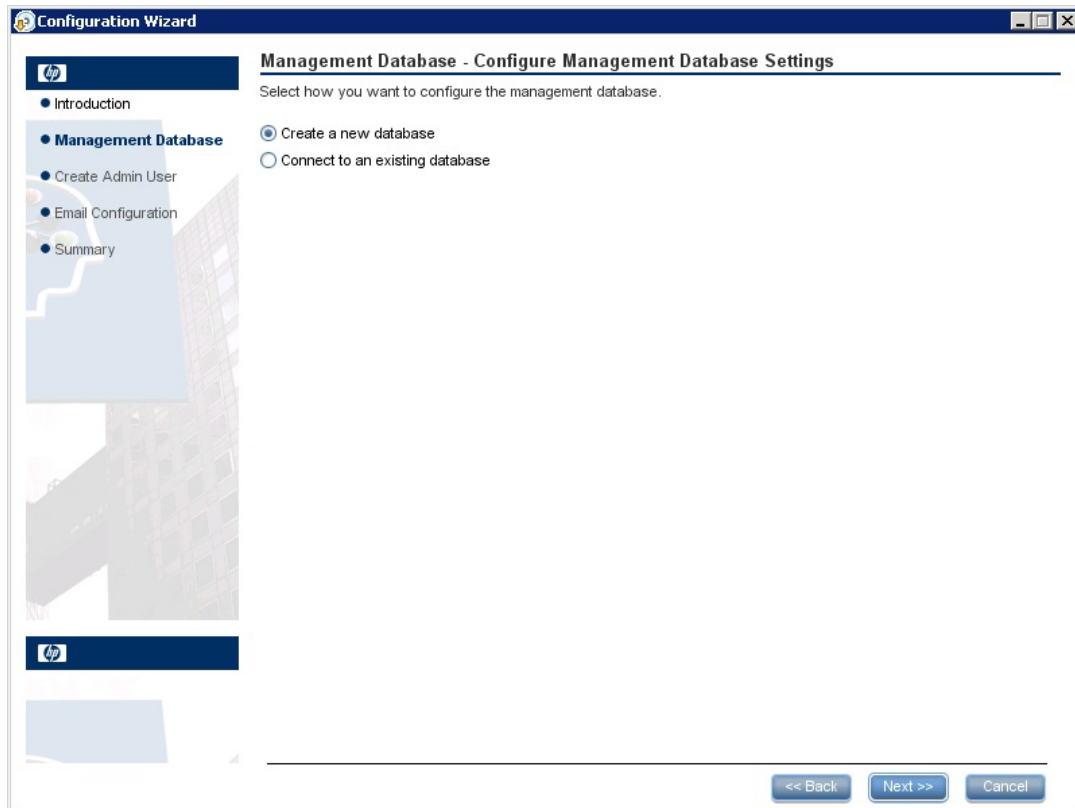 Configuration Wizard
hp
Introduction
Management Database
Create Admin User
Email Configuration
Summary
hp
Management Database - Configure Management Database Settings
Select how you want to configure the management database.
Create a new database
Connect to an existing database
<< Back
Next >>
Cancel